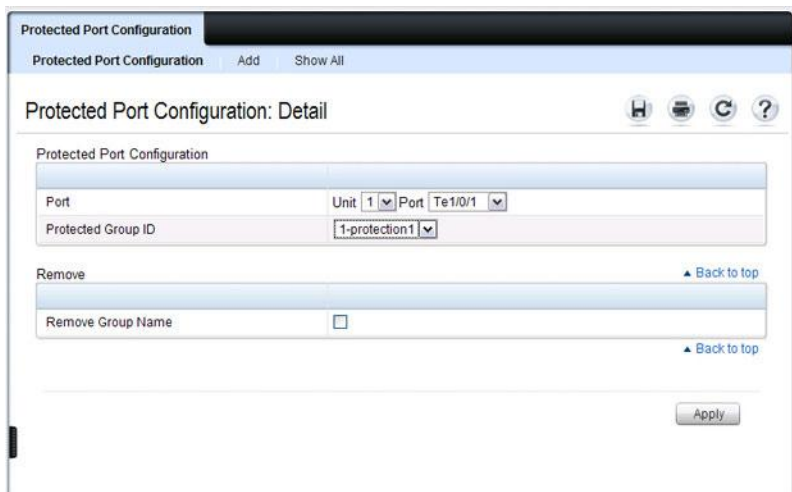 Protected Port Configuration
Protected Port Configuration Add Show All
Protected Port Configuration: Detail
C ?
Protected Port Configuration
Port Unit 1 Port Te1/0/1
Protected Group ID 1-protection1
Remove ▲ Back to top
Remove Group Name
▲ Back to top
Apply